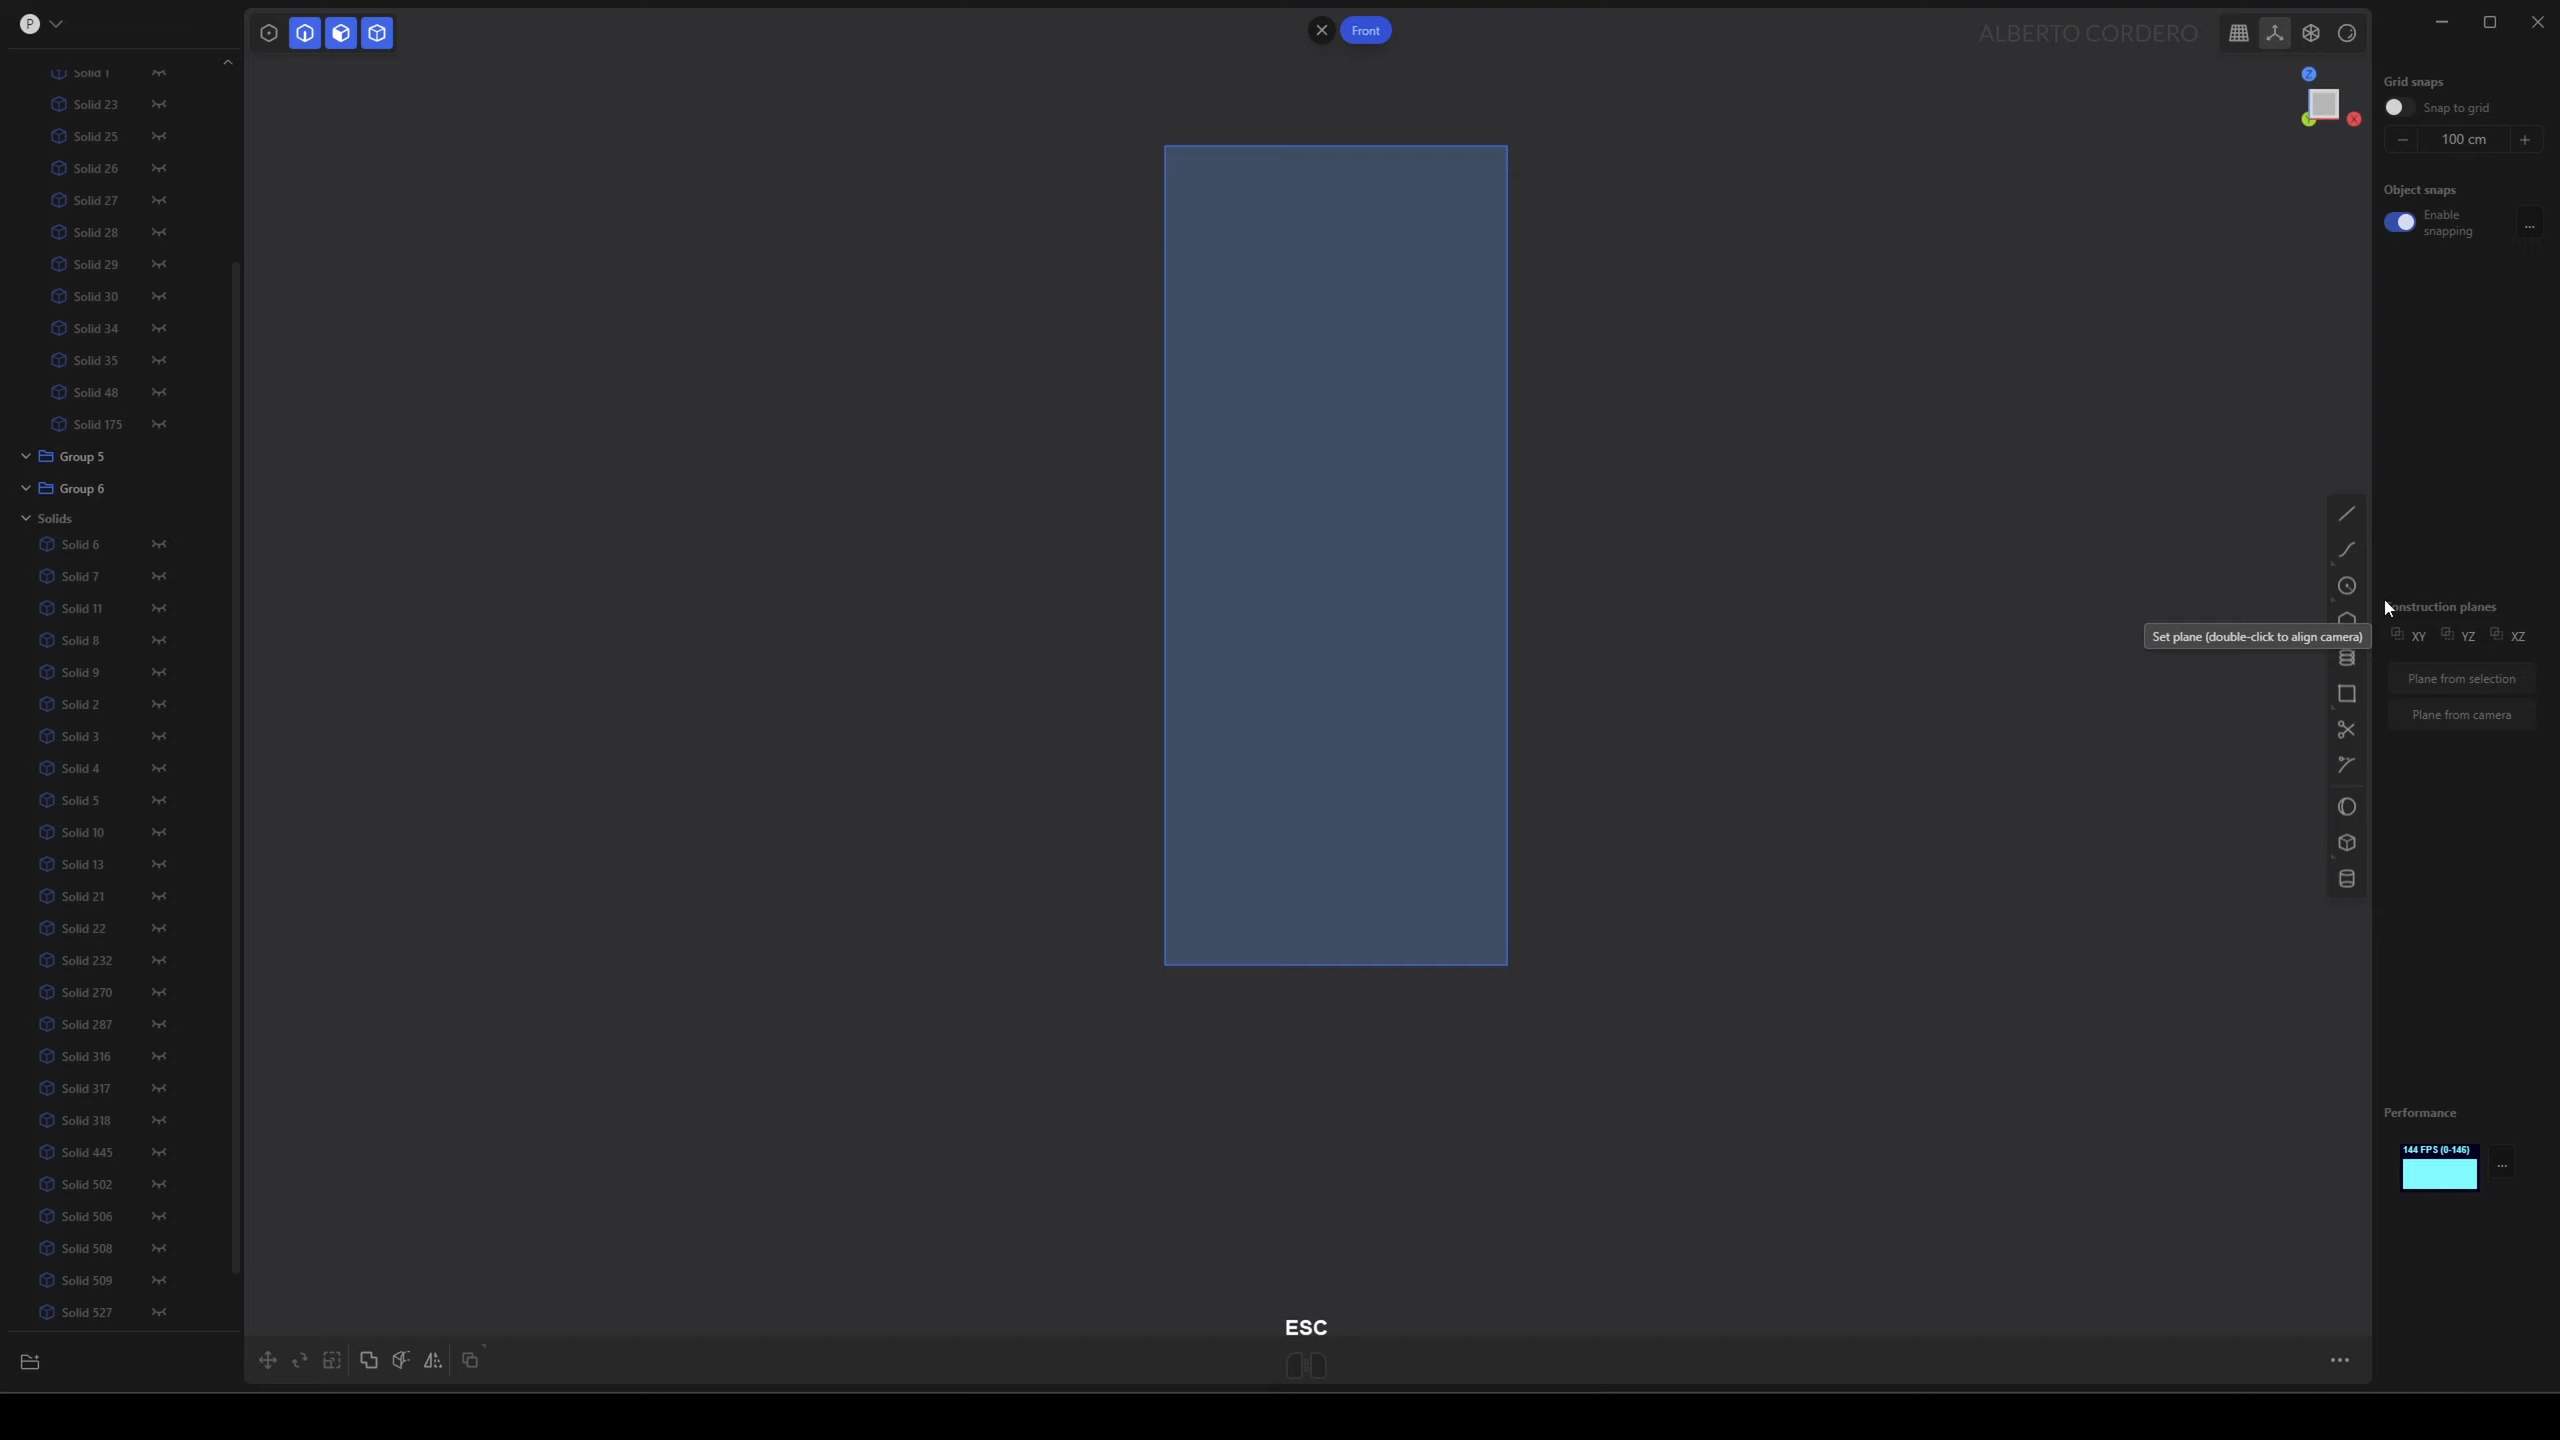 P
Front
ALBERTO CORDERO
Solid 1
Solid 23
Solid 25
Solid 26
Solid 27
Solid 28
Solid 29
Solid 30
Solid 34
Solid 35
Solid 48
Solid 175
Group 5
Group 6
Solids
Solid 6
Solid 7
Solid 11
Solid 8
Solid 9
Solid 2
Solid 3
Solid 4
Solid 5
Solid 10
Solid 13
Solid 21
Solid 22
Solid 232
Solid 270
Solid 287
Solid 316
Solid 317
Solid 318
Solid 445
Solid 502
Solid 506
Solid 508
Solid 509
Solid 527
Z
Y
X
Grid snaps
Snap to grid
100 cm
Object snaps
Enable
snapping
...
onstruction planes
XY YZ XZ
Set plane (double-click to align camera)
Plane from selection
Plane from camera
Performance
144 FPS (0-146)
...
ESC